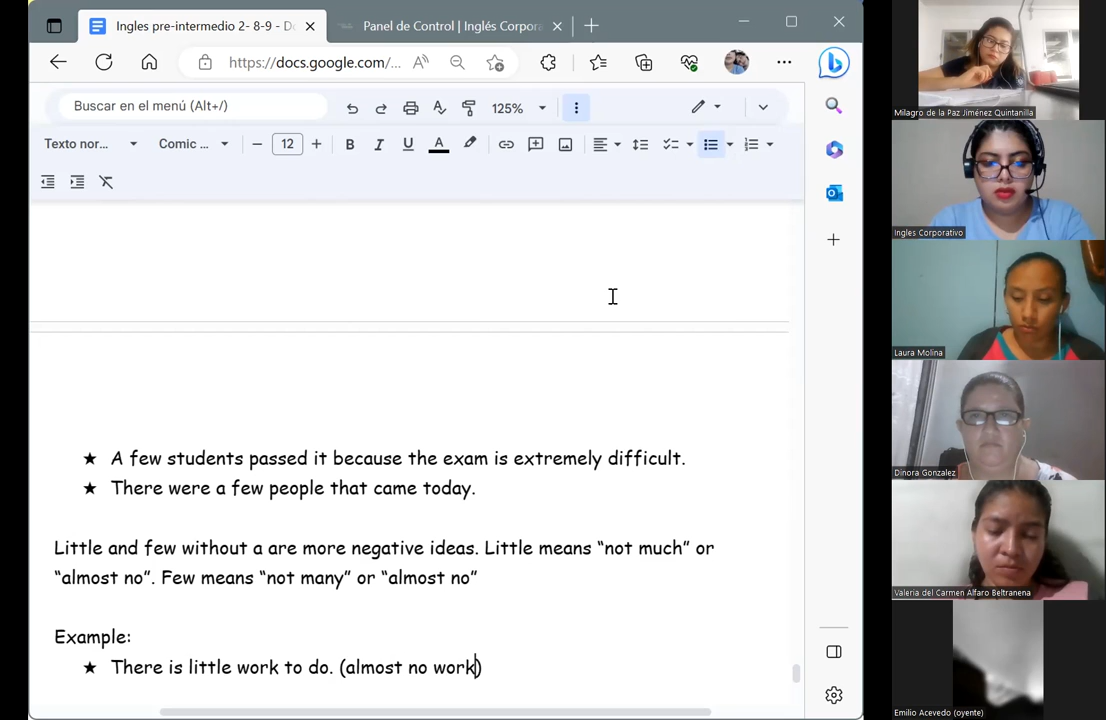 Ingles pre-intermedio 2- 8-9 - Do
Panel de Control | Inglés Corpora
https://docs.google.com/...
Buscar en el menú (Alt+/)
125%
Texto nor...
Comic ...
12
★ A few students passed it because the exam is extremely difficult.
★ There were a few people that came today.
Little and few without a are more negative ideas. Little means “not much” or
“almost no”. Few means “not many” or “almost no”
Example:
★ There is little work to do. (almost no work)
Milagro de la Paz Jiménez Quintanilla
Ingles Corporativo
Laura Molina
Dinora Gonzalez
Valeria del Carmen Alfaro Beltranena
Emilio Acevedo (oyente)